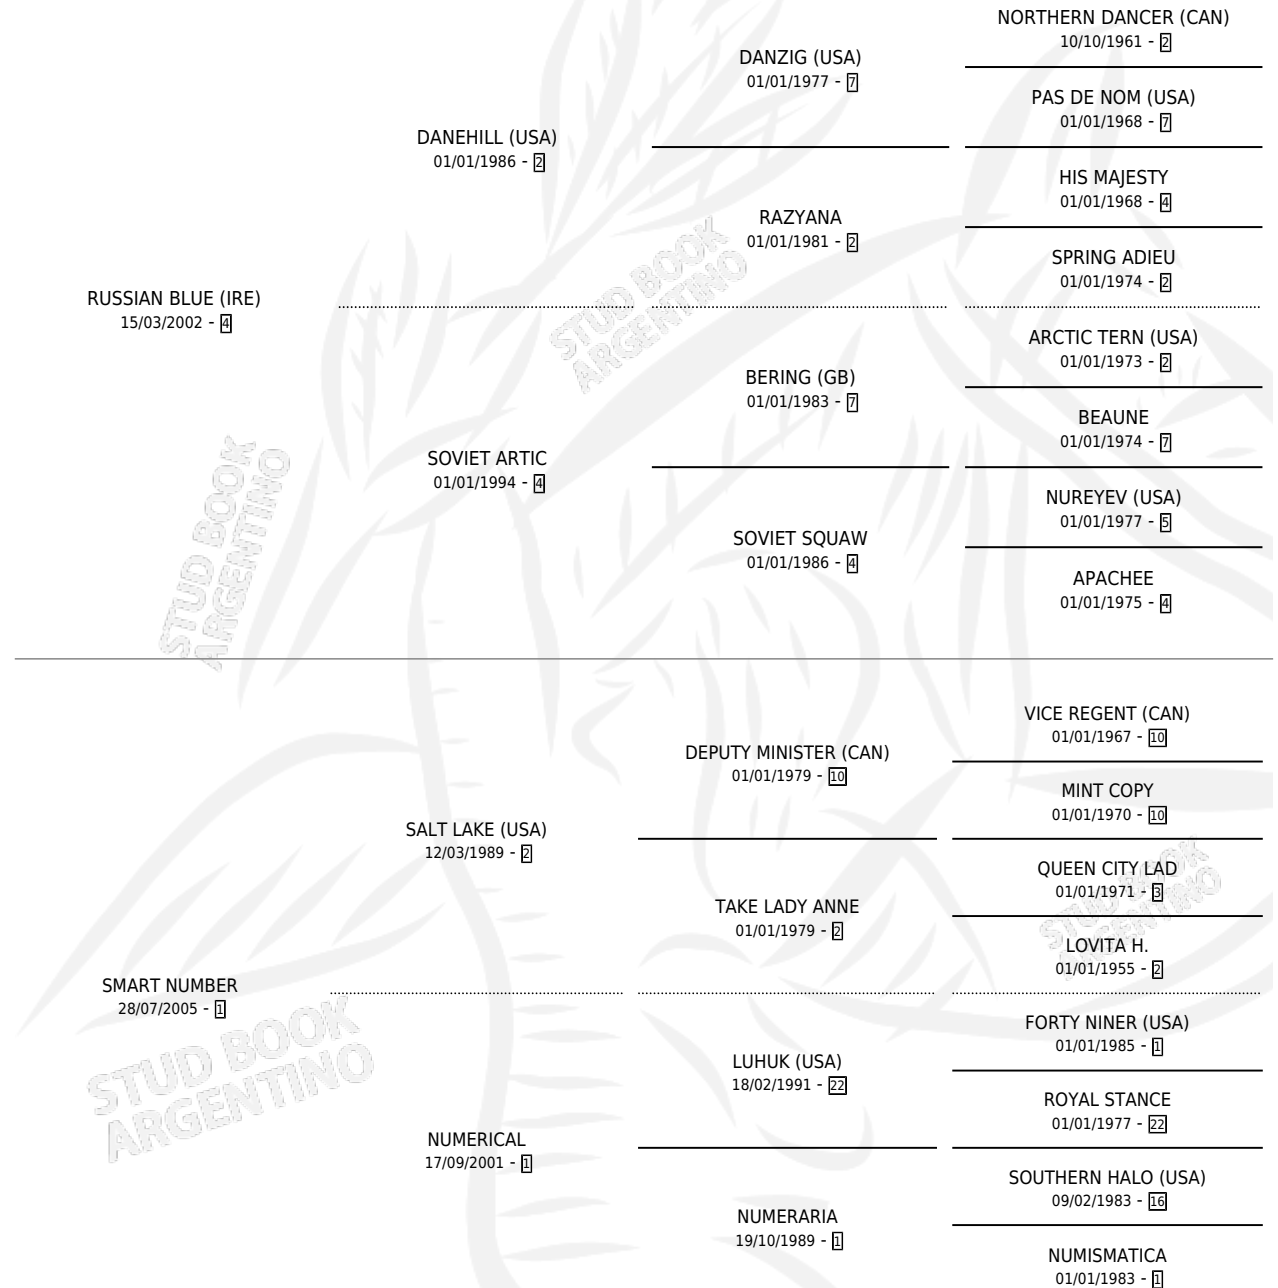 NORTHERN DANCER (CAN)
10/10/1961 - 2
DANZIG (USA)
01/01/1977 - 7
PAS DE NOM (USA)
01/01/1968 - 7
DANEHILL (USA)
01/01/1986 - 2
HIS MAJESTY
01/01/1968 - 4
RAZYANA
01/01/1981 - 2
SPRING ADIEU
01/01/1974 - 2
RUSSIAN BLUE (IRE)
15/03/2002 - 4
STUD BOOK
ARGENTINO
ARCTIC TERN (USA)
01/01/1973 - 2
BERING (GB)
01/01/1983 - 7
BEAUNE
01/01/1974 - 7
SOVIET ARTIC
01/01/1994 - 4
NUREYEV (USA)
01/01/1977 - 5
SOVIET SQUAW
01/01/1986 - 4
APACHEE
01/01/1975 - 4
STUD BOOK
ARGENTINO
VICE REGENT (CAN)
01/01/1967 - 10
DEPUTY MINISTER (CAN)
01/01/1979 - 10
MINT COPY
01/01/1970 - 10
SALT LAKE (USA)
12/03/1989 - 2
QUEEN CITY LAD
01/01/1971 - 3
TAKE LADY ANNE
01/01/1979 - 2
STUD BOOK
ARGENTINO
LOVITA H.
01/01/1955 - 2
SMART NUMBER
28/07/2005 - 1
FORTY NINER (USA)
01/01/1985 - 1
LUHUK (USA)
18/02/1991 - 22
ROYAL STANCE
01/01/1977 - 22
STUD BOOK
ARGENTINO
NUMERICAL
17/09/2001 - 1
SOUTHERN HALO (USA)
09/02/1983 - 16
NUMERARIA
19/10/1989 - 1
NUMISMATICA
01/01/1983 - 1